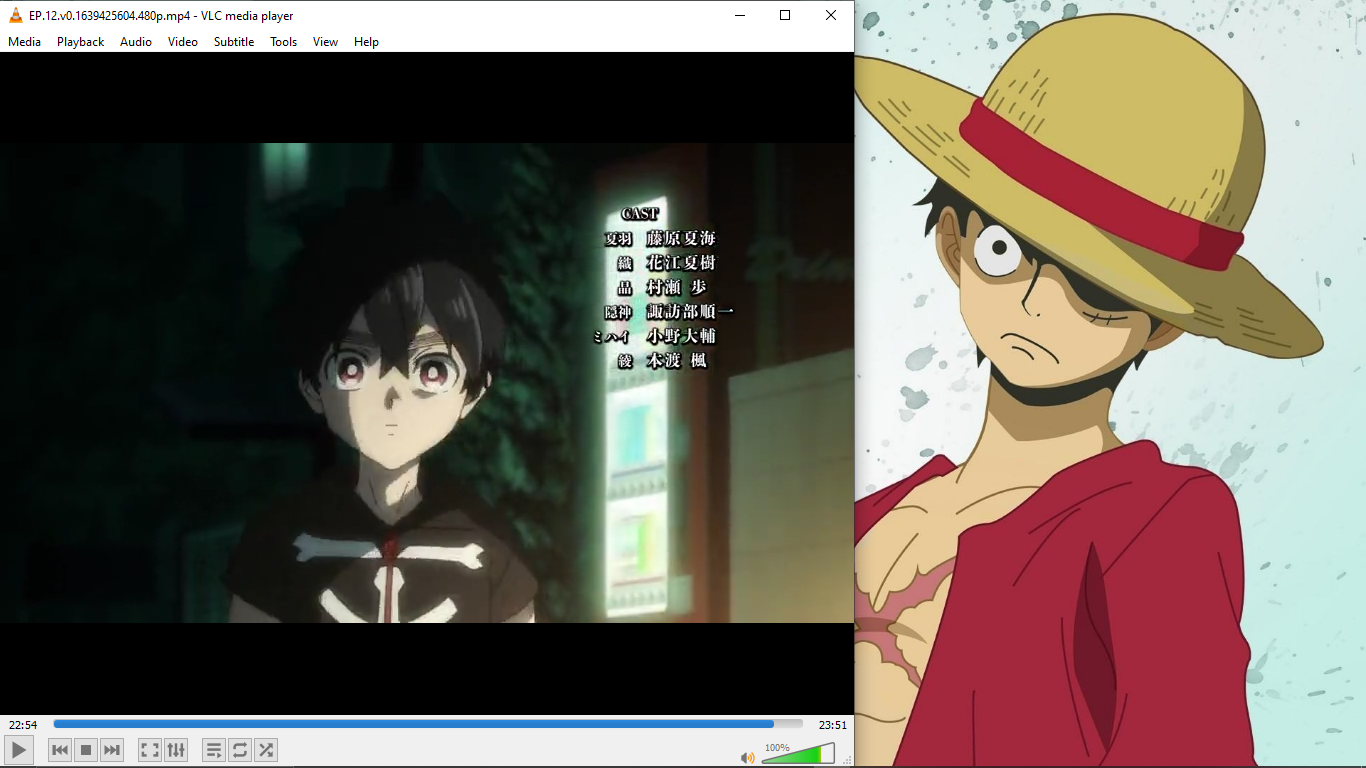 EP.12.v0.1639425604.480p.mp4 - VLC media player
Media Playback Audio Video Subtitle Tools View Help
CAST
夏羽 藤原夏海
織 花江夏樹
晶 村瀬 歩
隠神 諏訪部順一
ミハイ 小野大輔
綾 本渡 楓
22:54 23:51
100%